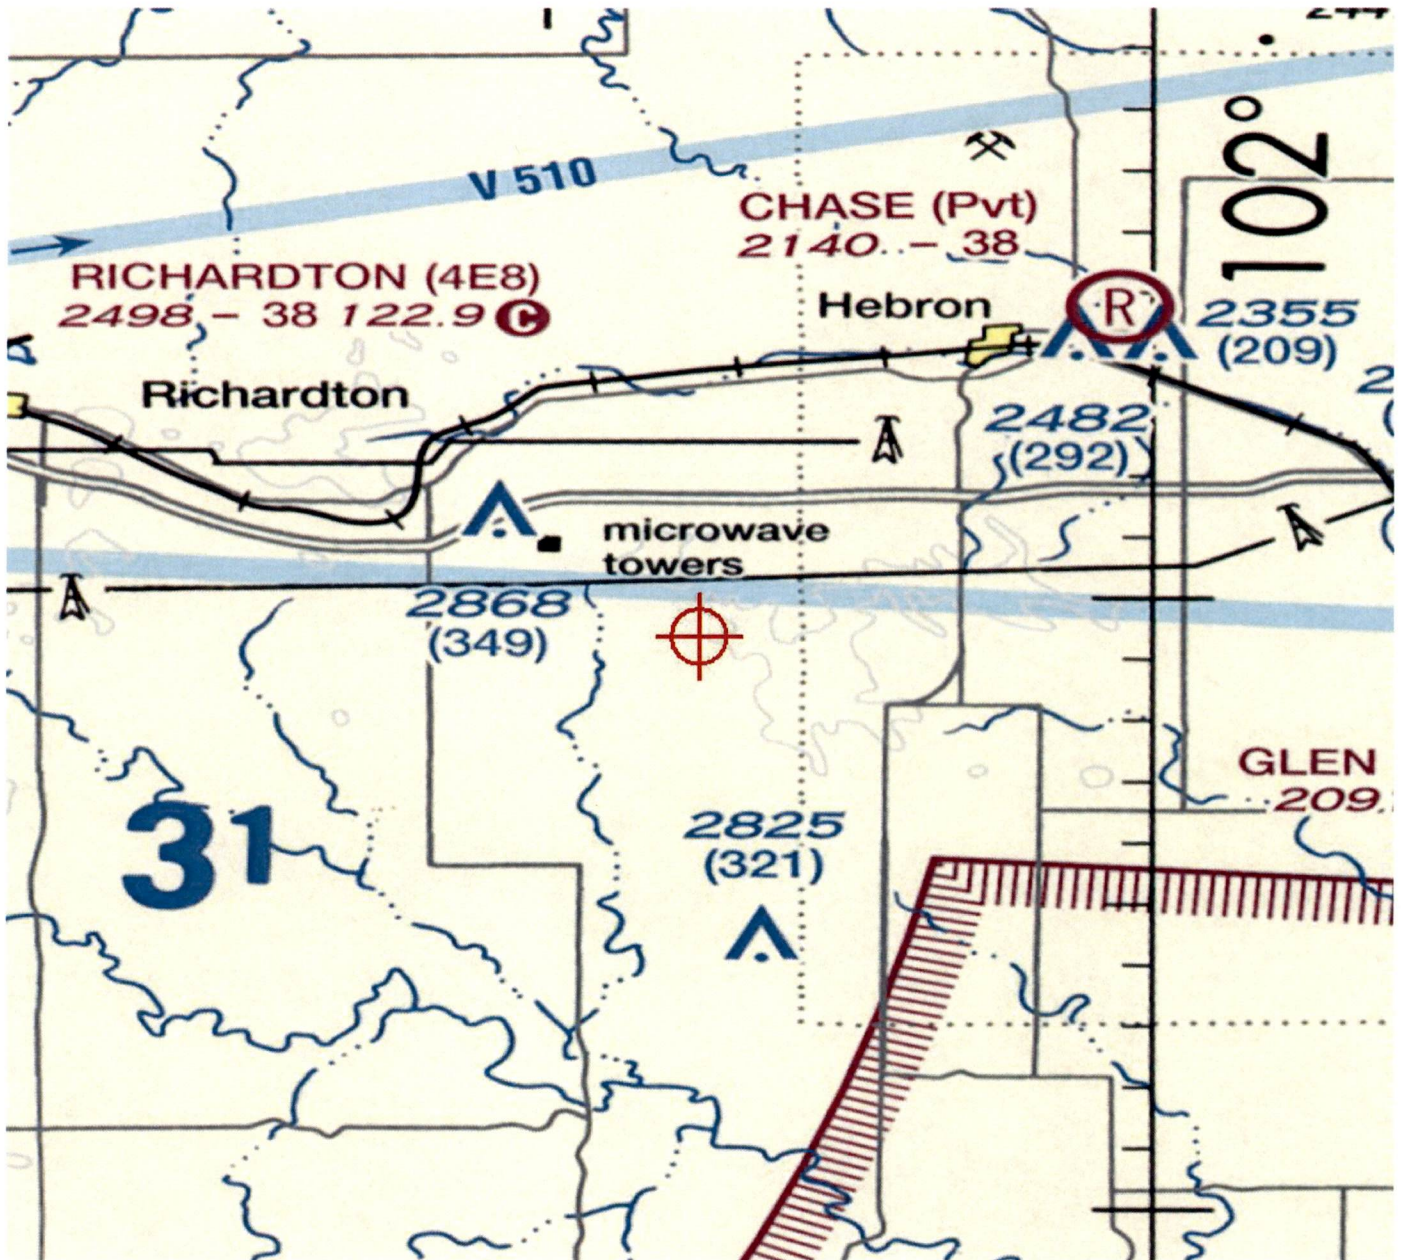 V 510
102°
CHASE (Pvt)
2140 - 38
RICHARDTON (4E8)
2498 - 38 122.9 C
Hebron
R
2355
(209)
Richardton
2482
(292)
microwave
towers
2868
(349)
GLEN
209
31
2825
(321)